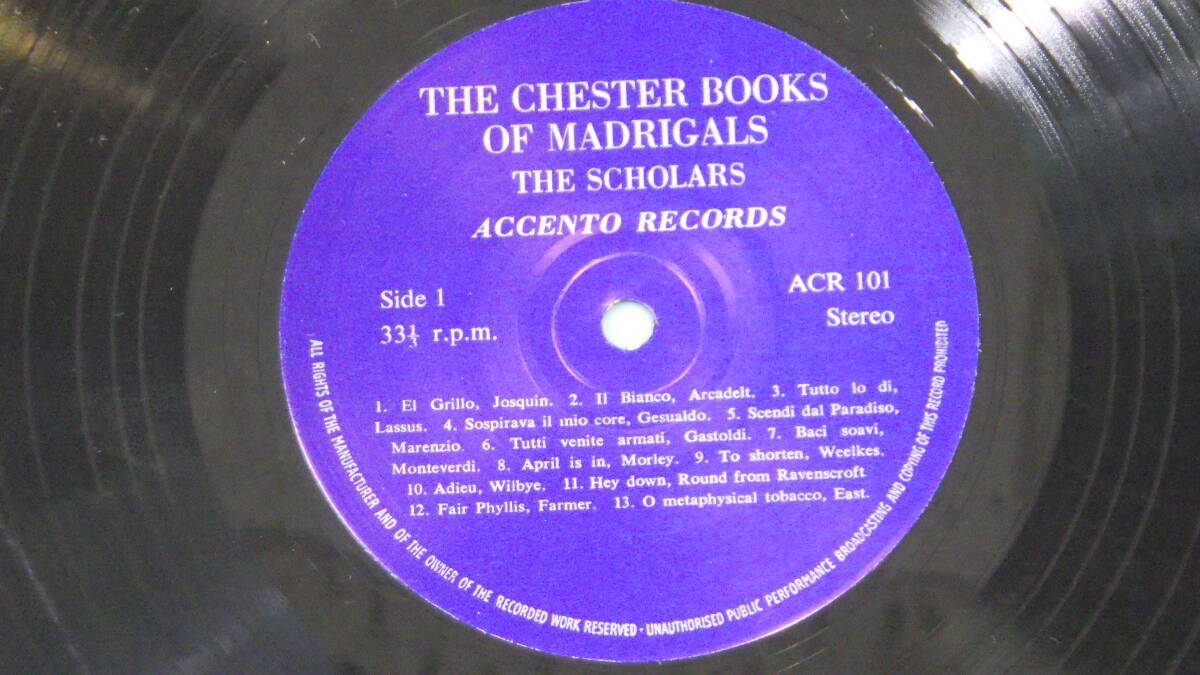 THE CHESTER BOOKS
OF MADRIGALS
THE SCHOLARS
ACCENTO RECORDS
Side 1
33⅓ r.p.m.
ACR 101
Stereo
1. El Grillo, Josquin. 2. Il Bianco, Arcadelt. 3. Tutto lo di,
Lassus. 4. Sospirava il mio core, Gesualdo. 5. Scendi dal Paradiso,
Marenzio. 6. Tutti venite armati, Gastoldi. 7. Baci soavi,
Monteverdi. 8. April is in, Morley. 9. To shorten, Weelkes.
10. Adieu, Wilbye. 11. Hey down, Round from Ravenscroft
12. Fair Phyllis, Farmer. 13. O metaphysical tobacco, East.
ALL RIGHTS OF THE MANUFACTURER AND OF THE OWNER OF THE RECORDED WORK RESERVED · UNAUTHORISED PUBLIC PERFORMANCE BROADCASTING AND COPYING OF THIS RECORD PROHIBITED